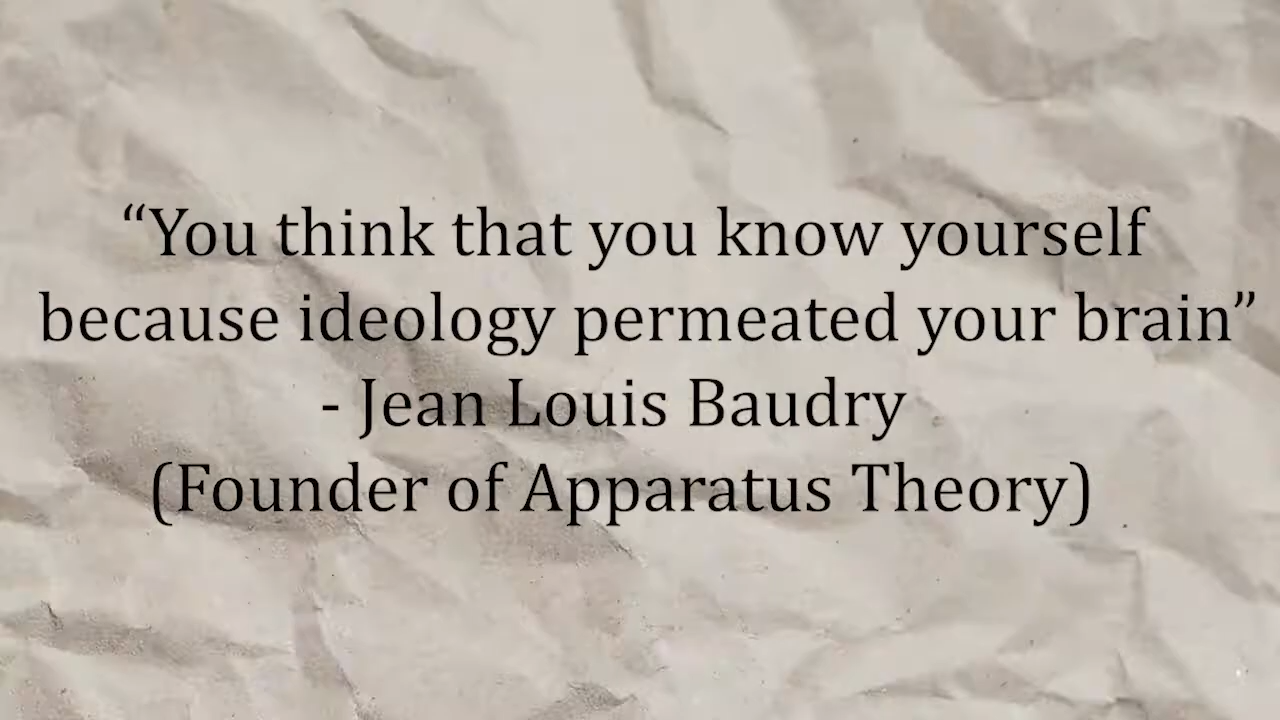 “You think that you know yourself
because ideology permeated your brain”
- Jean Louis Baudry
(Founder of Apparatus Theory)